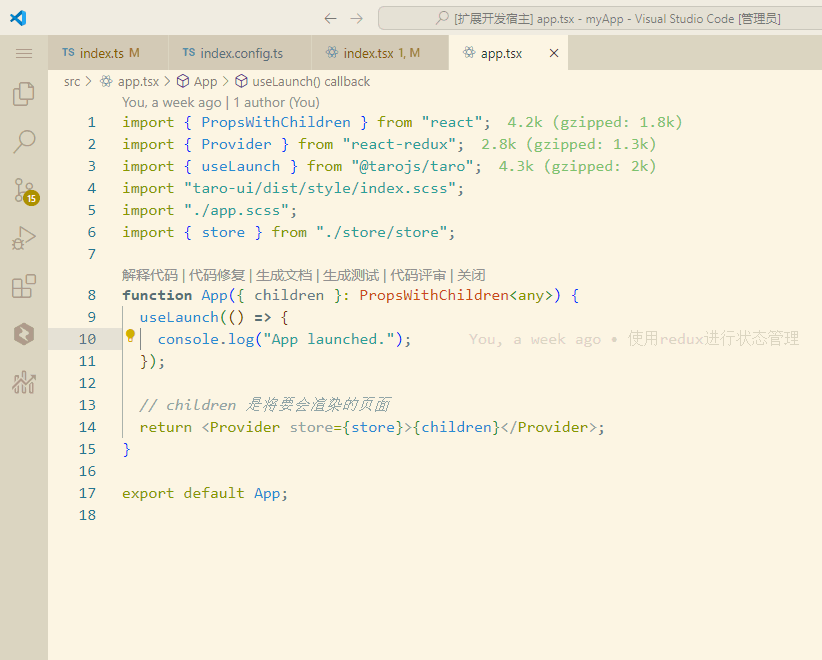 [扩展开发宿主] app.tsx - myApp - Visual Studio Code [管理员]
TS index.ts M TS index.config.ts index.tsx 1, M app.tsx
src > app.tsx > App > useLaunch() callback
You, a week ago | 1 author (You)
1 import { PropsWithChildren } from "react"; 4.2k (gzipped: 1.8k)
2 import { Provider } from "react-redux"; 2.8k (gzipped: 1.3k)
3 import { useLaunch } from "@tarojs/taro"; 4.3k (gzipped: 2k)
4 import "taro-ui/dist/style/index.scss";
5 import "./app.scss";
6 import { store } from "./store/store";
7
解释代码 | 代码修复 | 生成文档 | 生成测试 | 代码评审 | 关闭
8 function App({ children }: PropsWithChildren<any>) {
9 useLaunch(() => {
10 console.log("App launched."); You, a week ago • 使用redux进行状态管理
11 });
12
13 // children 是将要会渲染的页面
14 return <Provider store={store}>{children}</Provider>;
15 }
16
17 export default App;
18
15